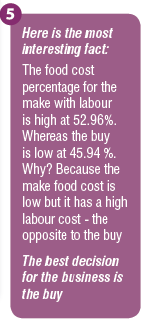 5
Here is the most
interesting fact:
The food cost
percentage for the
make with labour
is high at 52.96%.
Whereas the buy
is low at 45.94 %.
Why? Because the
make food cost is
low but it has a high
labour cost - the
opposite to the buy
The best decision
for the business is
the buy